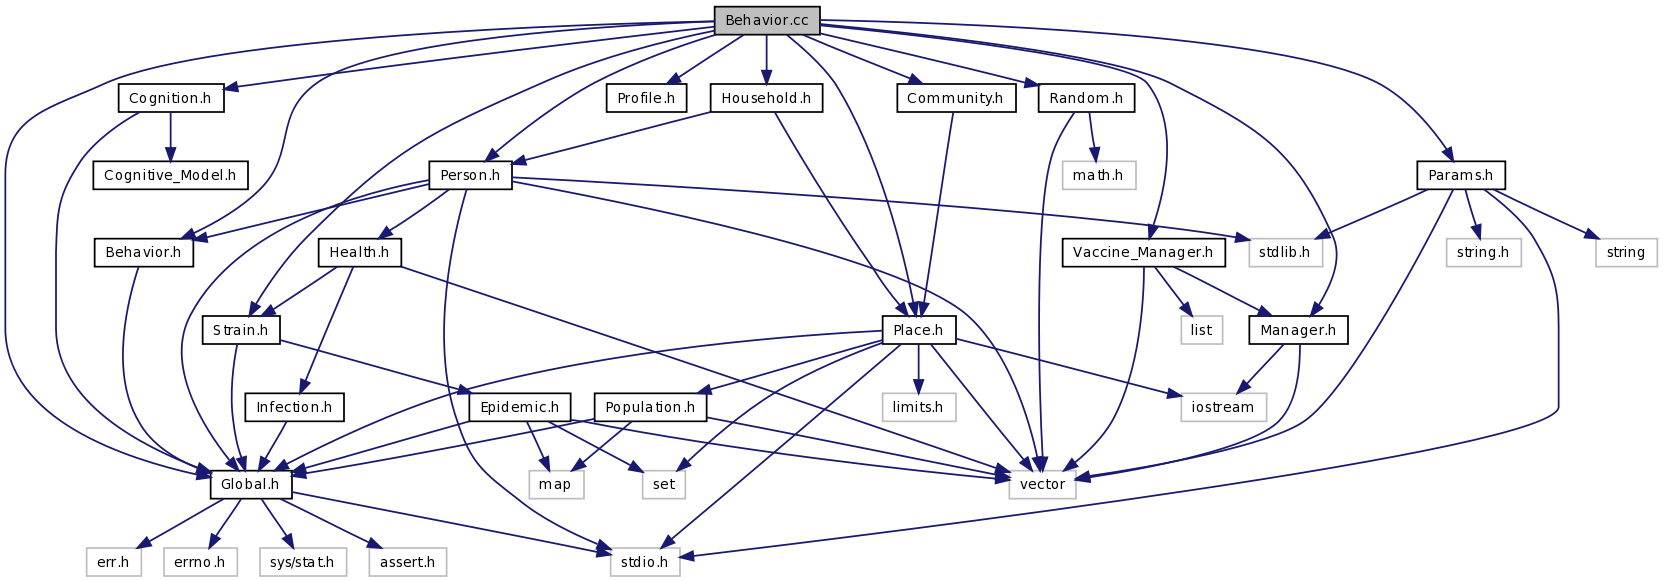 Behavior.cc
Cognition.h
Profile.h
Household.h
Community.h
Random.h
Cognitive_Model.h
Person.h
math.h
Params.h
Behavior.h
Health.h
Vaccine_Manager.h
stdlib.h
string.h
string
Strain.h
Place.h
list
Manager.h
Infection.h
Epidemic.h
Population.h
limits.h
iostream
Global.h
map
set
vector
err.h
errno.h
sys/stat.h
assert.h
stdio.h